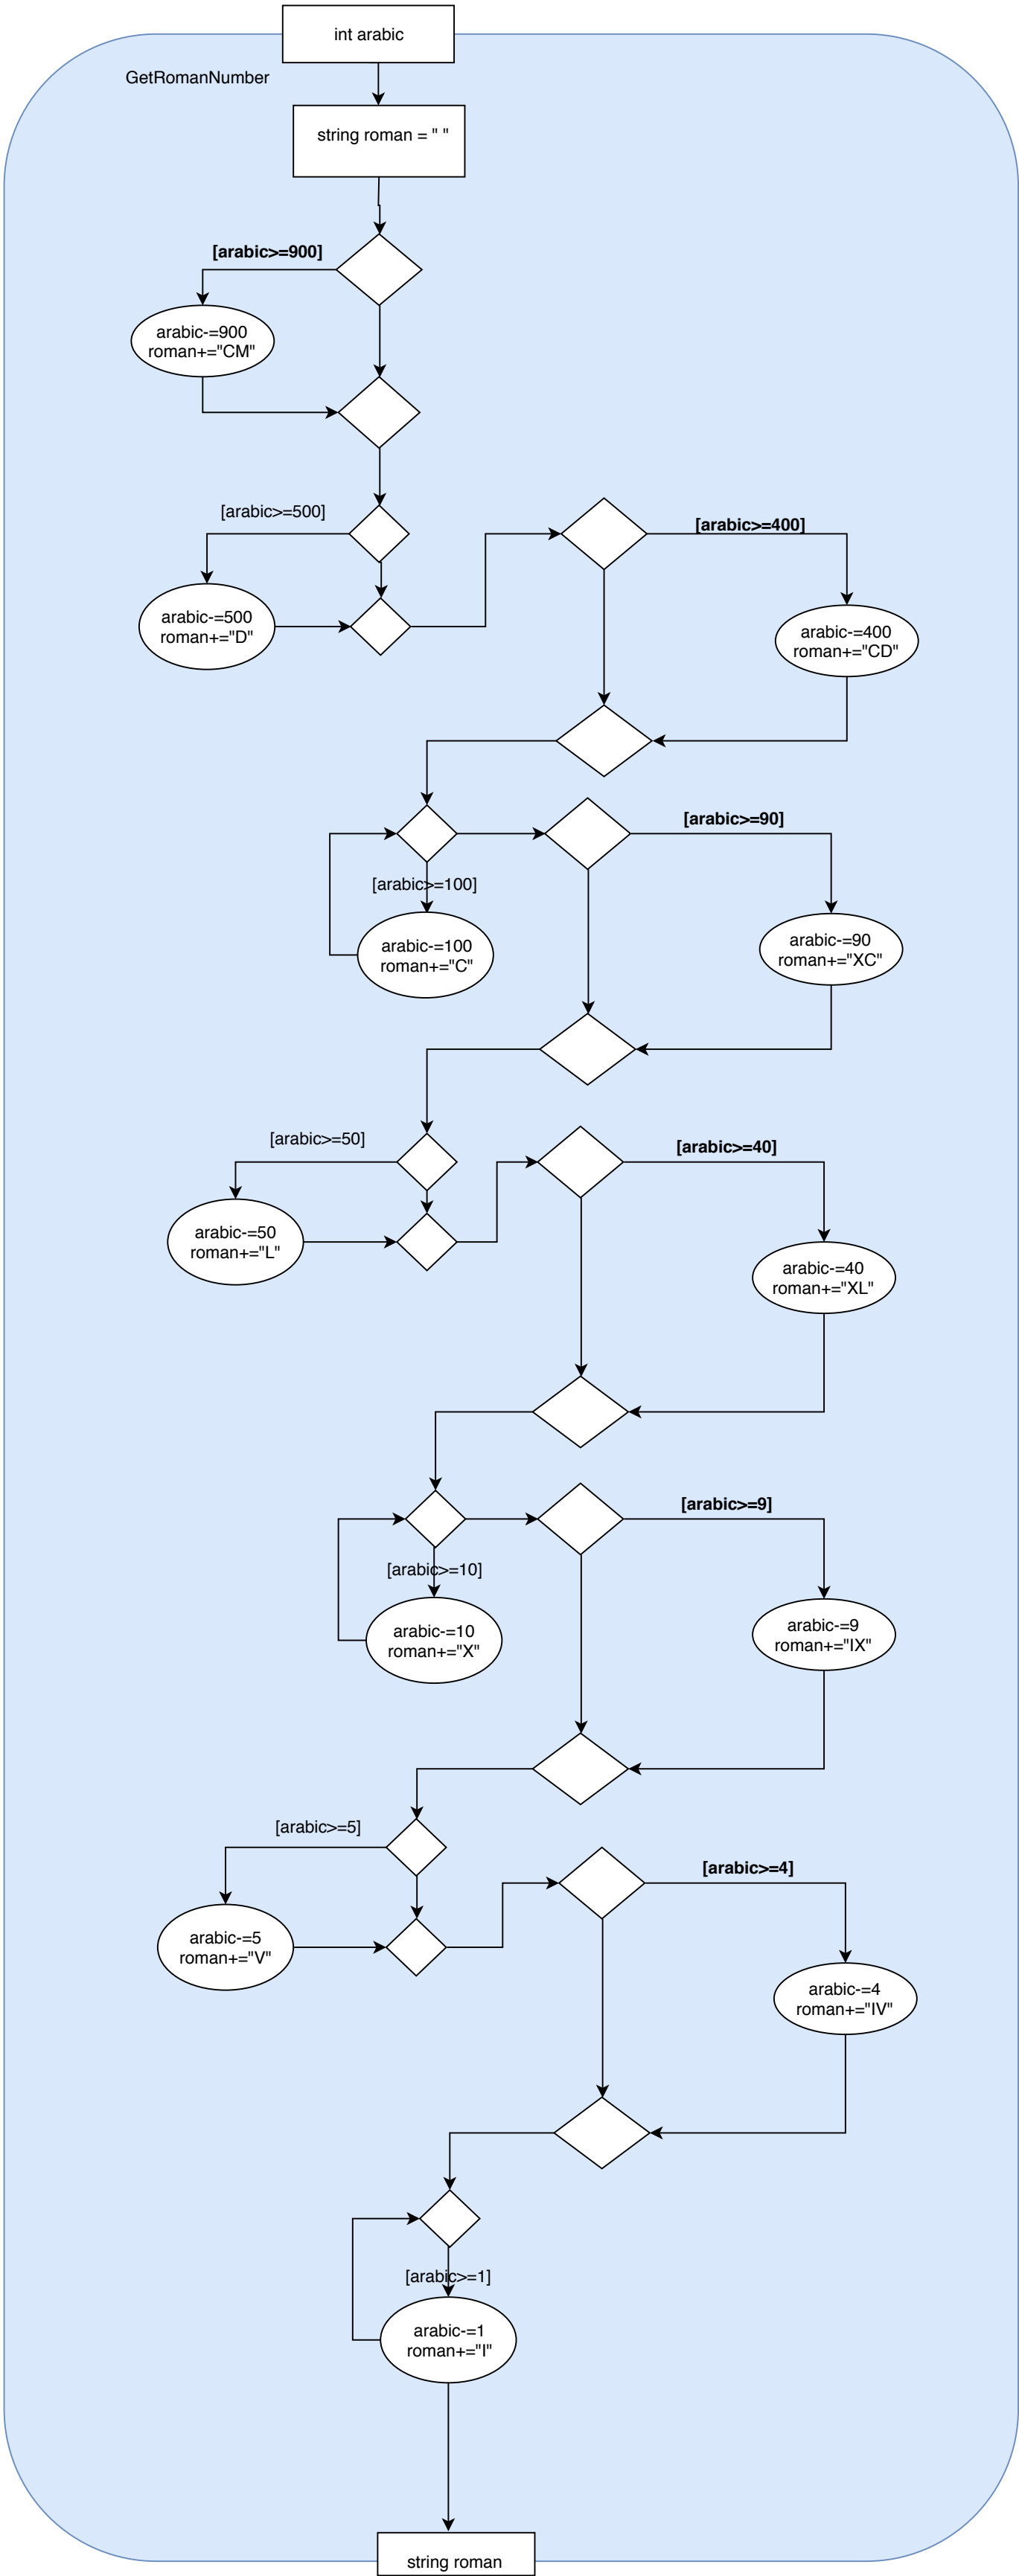 int arabic
GetRomanNumber
string roman = " "
[arabic>=900]
arabic-=900
roman+="CM"
[arabic>=500]
[arabic>=400]
arabic-=500
roman+="D"
arabic-=400
roman+="CD"
[arabic>=90]
[arabic>=100]
arabic-=100
roman+="C"
arabic-=90
roman+="XC"
[arabic>=50]
[arabic>=40]
arabic-=50
roman+="L"
arabic-=40
roman+="XL"
[arabic>=9]
[arabic>=10]
arabic-=10
roman+="X"
arabic-=9
roman+="IX"
[arabic>=5]
[arabic>=4]
arabic-=5
roman+="V"
arabic-=4
roman+="IV"
[arabic>=1]
arabic-=1
roman+="I"
string roman